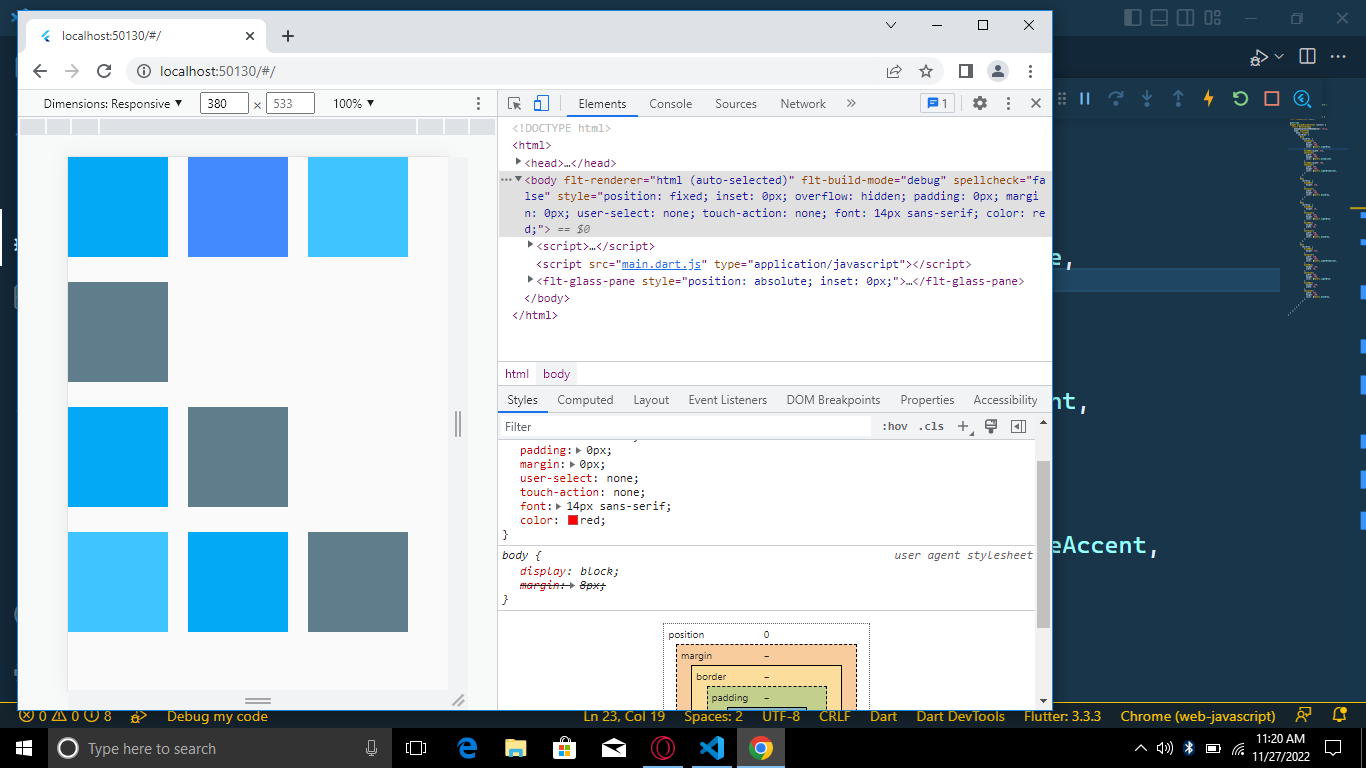 localhost:50130/#/
localhost:50130/#/
Dimensions: Responsive ▼ 380 × 533 100% ▼
Elements Console Sources Network » 1
<!DOCTYPE html>
<html>
<head>…</head>
<body flt-renderer="html (auto-selected)" flt-build-mode="debug" spellcheck="fa
lse" style="position: fixed; inset: 0px; overflow: hidden; padding: 0px; margi
n: 0px; user-select: none; touch-action: none; font: 14px sans-serif; color: re
d;"> == $0
<script>…</script>
<script src="main.dart.js" type="application/javascript"></script>
<flt-glass-pane style="position: absolute; inset: 0px;">…</flt-glass-pane>
</body>
</html>
html body
Styles Computed Layout Event Listeners DOM Breakpoints Properties Accessibility
Filter :hov .cls
padding: 0px;
margin: 0px;
user-select: none;
touch-action: none;
font: 14px sans-serif;
color: red;
}
body { user agent stylesheet
display: block;
margin: 8px;
}
position 0
margin –
border –
padding –
e,
nt,
eAccent,
0 0 8 Debug my code Ln 23, Col 19 Spaces: 2 UTF-8 CRLF Dart Dart DevTools Flutter: 3.3.3 Chrome (web-javascript)
Type here to search
11:20 AM
11/27/2022